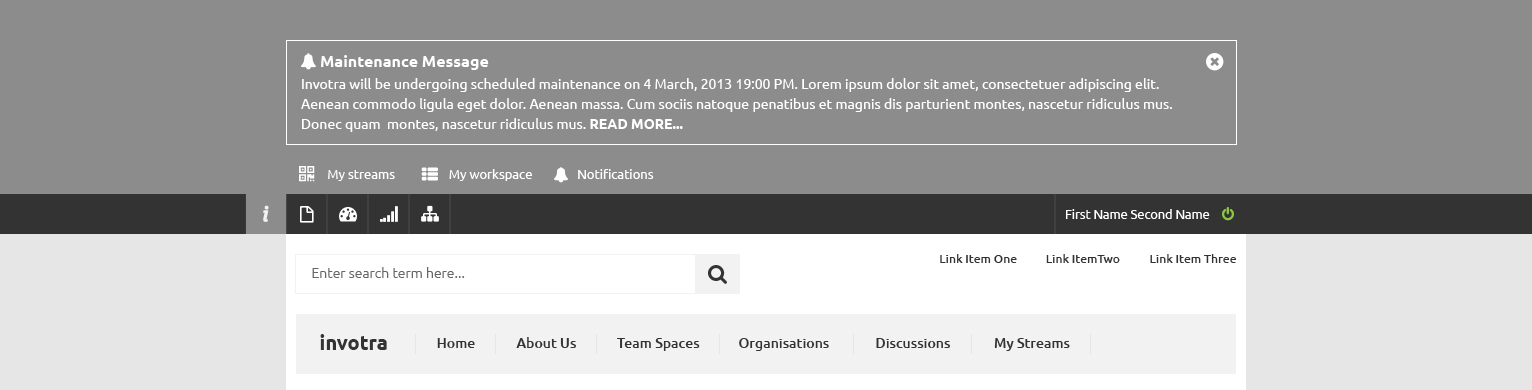 Maintenance Message
Invotra will be undergoing scheduled maintenance on 4 March, 2013 19:00 PM. Lorem ipsum dolor sit amet, consectetuer adipiscing elit.
Aenean commodo ligula eget dolor. Aenean massa. Cum sociis natoque penatibus et magnis dis parturient montes, nascetur ridiculus mus.
Donec quam  montes, nascetur ridiculus mus. READ MORE...
My streams My workspace Notifications
First Name Second Name
Enter search term here...
Link Item One Link ItemTwo Link Item Three
invotra Home About Us Team Spaces Organisations Discussions My Streams